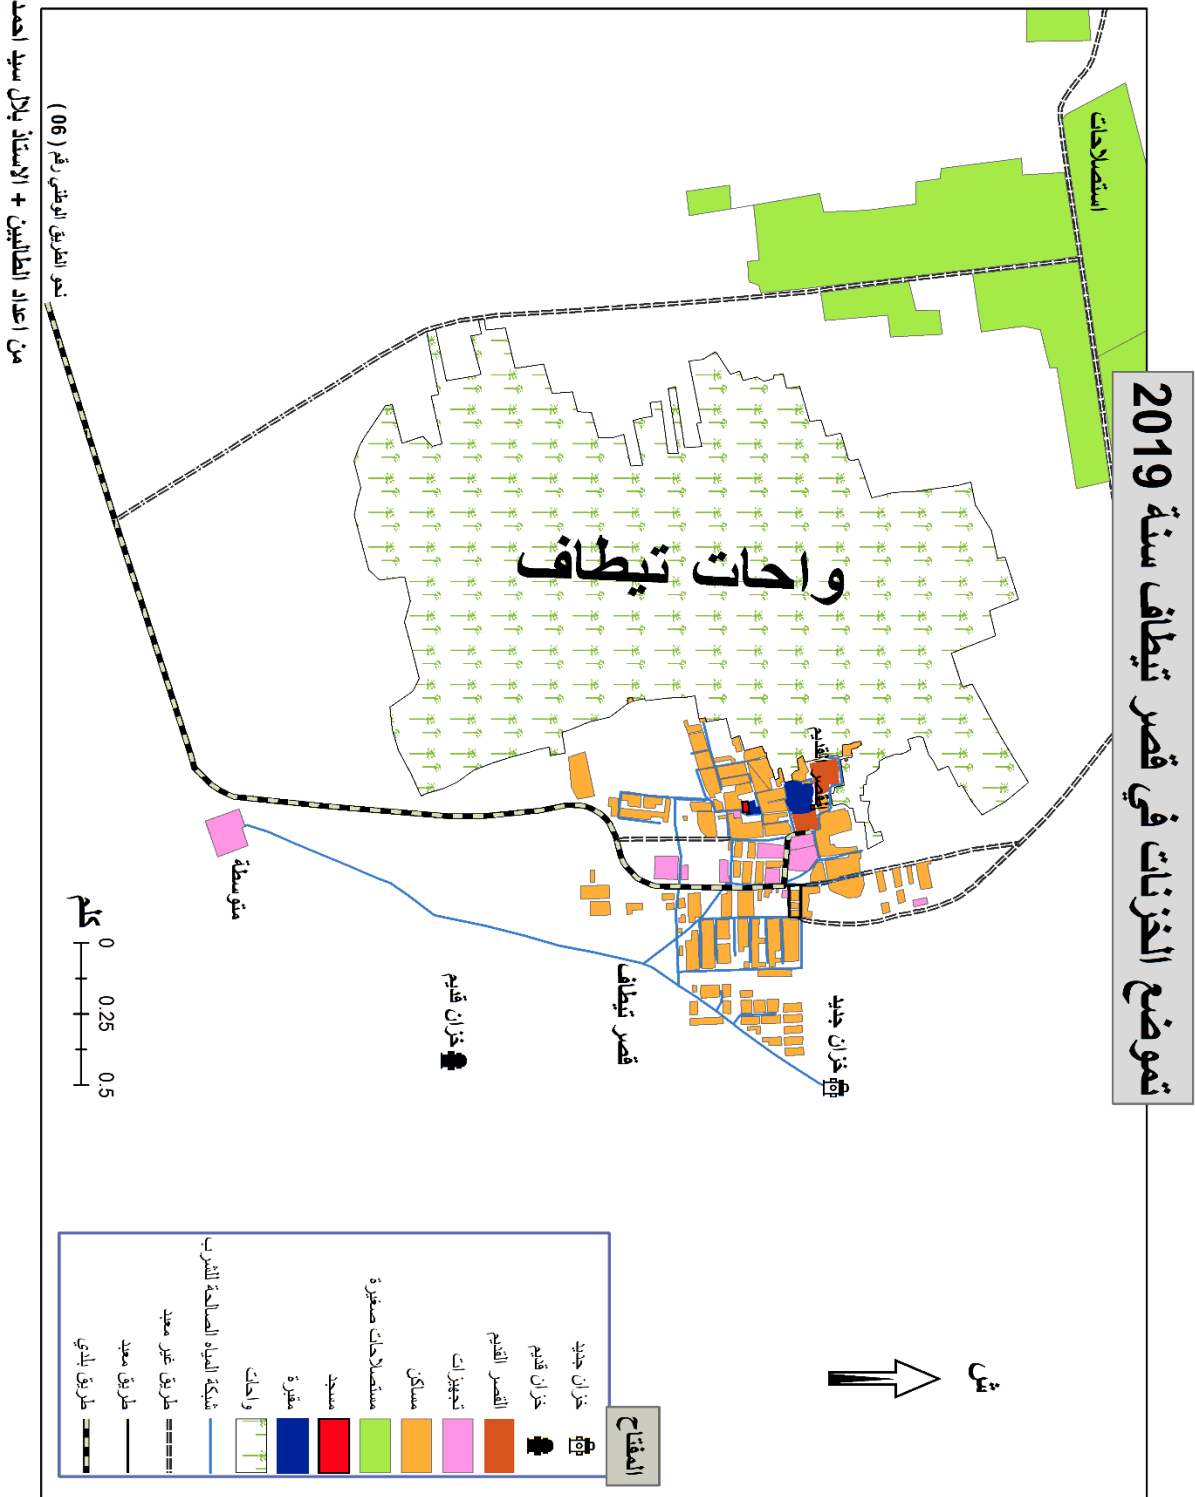 تموضع الخزنات في قصر تيطاف سنة 2019
استصلاحات
واحات تيطاف
القصر القديم
خزان جديد
قصر تيطاف
خزان قديم
متوسطة
نحو الطريق الوطني رقم ( 06 )
ش
كلم
0 0.25 0.5
المفتاح
خزان جديد
خزان قديم
القصر القديم
تجهيزات
مساكن
مستصلاحات صغيرة
مسجد
مقبرة
واحات
شبكة المياه الصالحة للشرب
طريق غير معبد
طريق معبد
طريق بلدي
من اعداد الطالبين + الاستاذ بلال سيد احمد